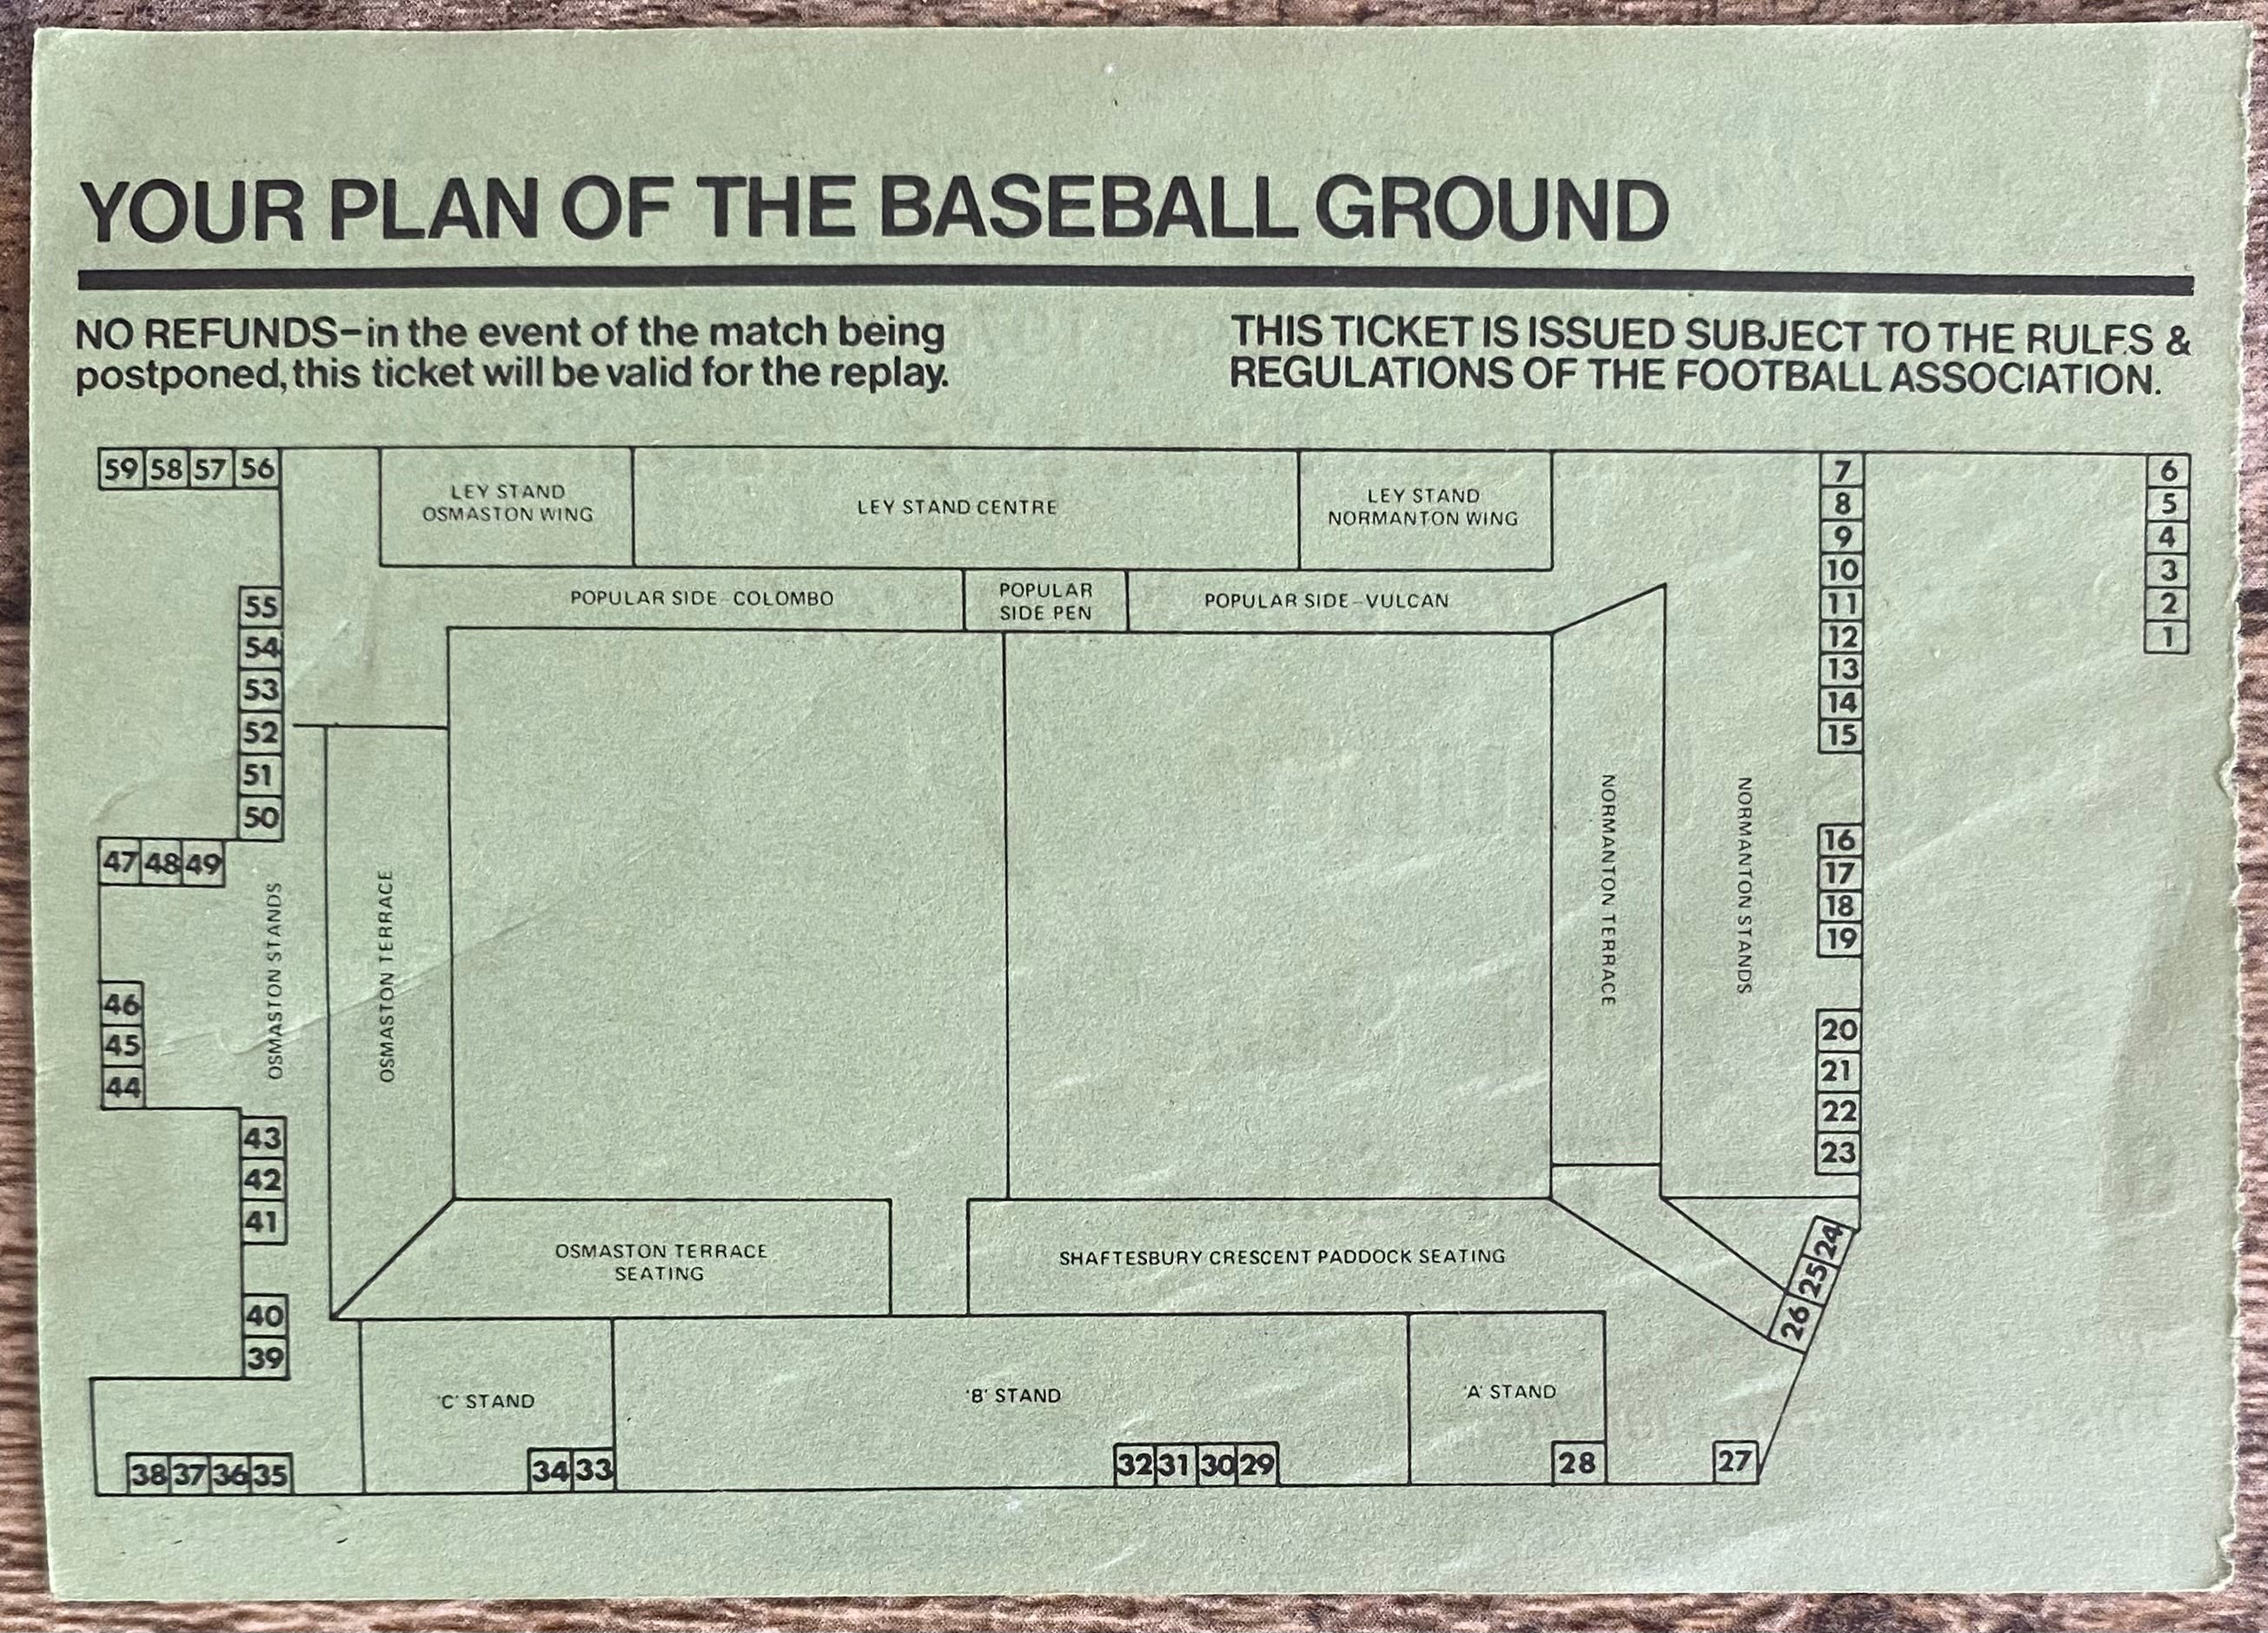 YOUR PLAN OF THE BASEBALL GROUND
NO REFUNDS–in the event of the match being
postponed, this ticket will be valid for the replay.
THIS TICKET IS ISSUED SUBJECT TO THE RULES &
REGULATIONS OF THE FOOTBALL ASSOCIATION.
59 58 57 56
LEY STAND
OSMASTON WING
LEY STAND CENTRE
LEY STAND
NORMANTON WING
7
8
9
10
11
12
13
14
15
6
5
4
3
2
1
POPULAR SIDE–COLOMBO
POPULAR
SIDE PEN
POPULAR SIDE–VULCAN
55
54
53
52
51
50
47 48 49
46
45
44
OSMASTON STANDS
OSMASTON TERRACE
NORMANTON TERRACE
NORMANTON STANDS
16
17
18
19
20
21
22
23
43
42
41
40
39
OSMASTON TERRACE
SEATING
SHAFTESBURY CRESCENT PADDOCK SEATING
26 25 24
'C' STAND
'B' STAND
'A' STAND
38 37 36 35
34 33
32 31 30 29
28
27